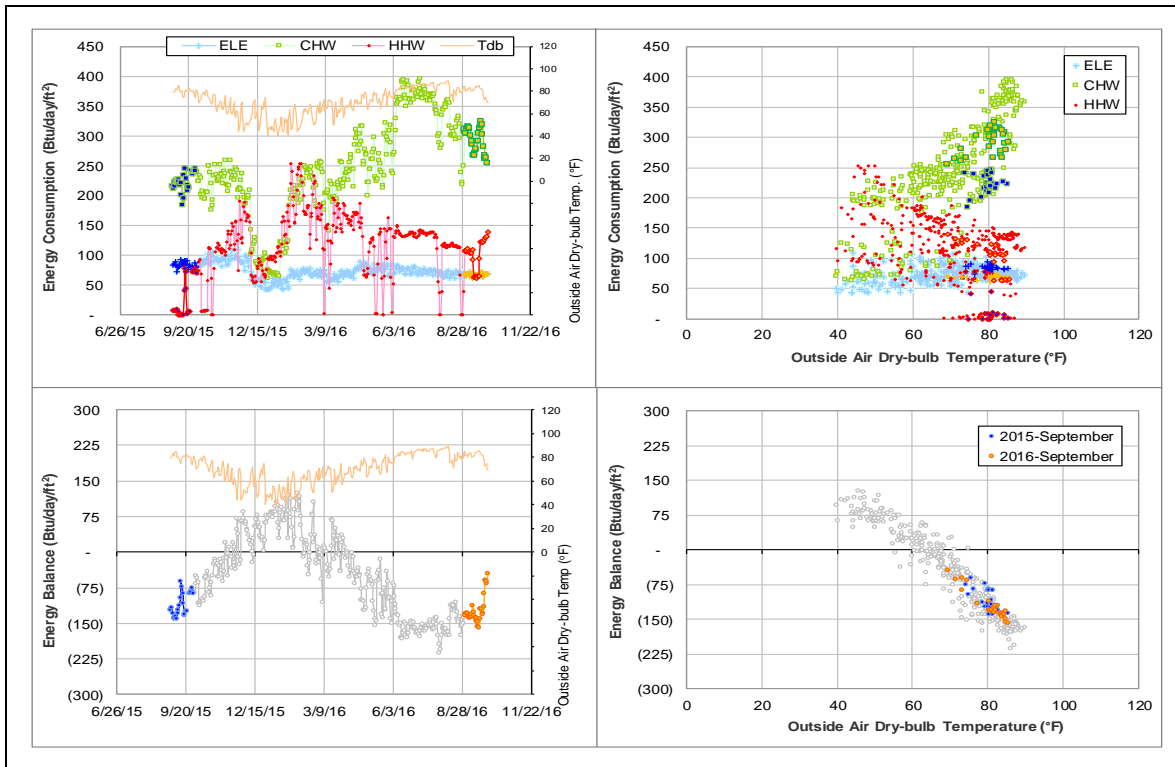 ELE CHW HHW Tdb
Energy Consumption (Btu/day/ft²)
450
400
350
300
250
200
150
100
50
-
120
100
80
60
40
20
0
Outside Air Dry-bulb Temp. (°F)
6/26/15 9/20/15 12/15/15 3/9/16 6/3/16 8/28/16 11/22/16
Energy Consumption (Btu/day/ft²)
450
400
350
300
250
200
150
100
50
-
ELE
CHW
HHW
0 20 40 60 80 100 120
Outside Air Dry-bulb Temperature (°F)
Energy Balance (Btu/day/ft²)
300
225
150
75
-
(75)
(150)
(225)
(300)
120
100
80
60
40
20
0
Outside Air Dry-bulb Temp (°F)
6/26/15 9/20/15 12/15/15 3/9/16 6/3/16 8/28/16 11/22/16
Energy Balance (Btu/day/ft²)
300
225
150
75
-
(75)
(150)
(225)
(300)
2015-September
2016-September
0 20 40 60 80 100 120
Outside Air Dry-bulb Temperature (°F)